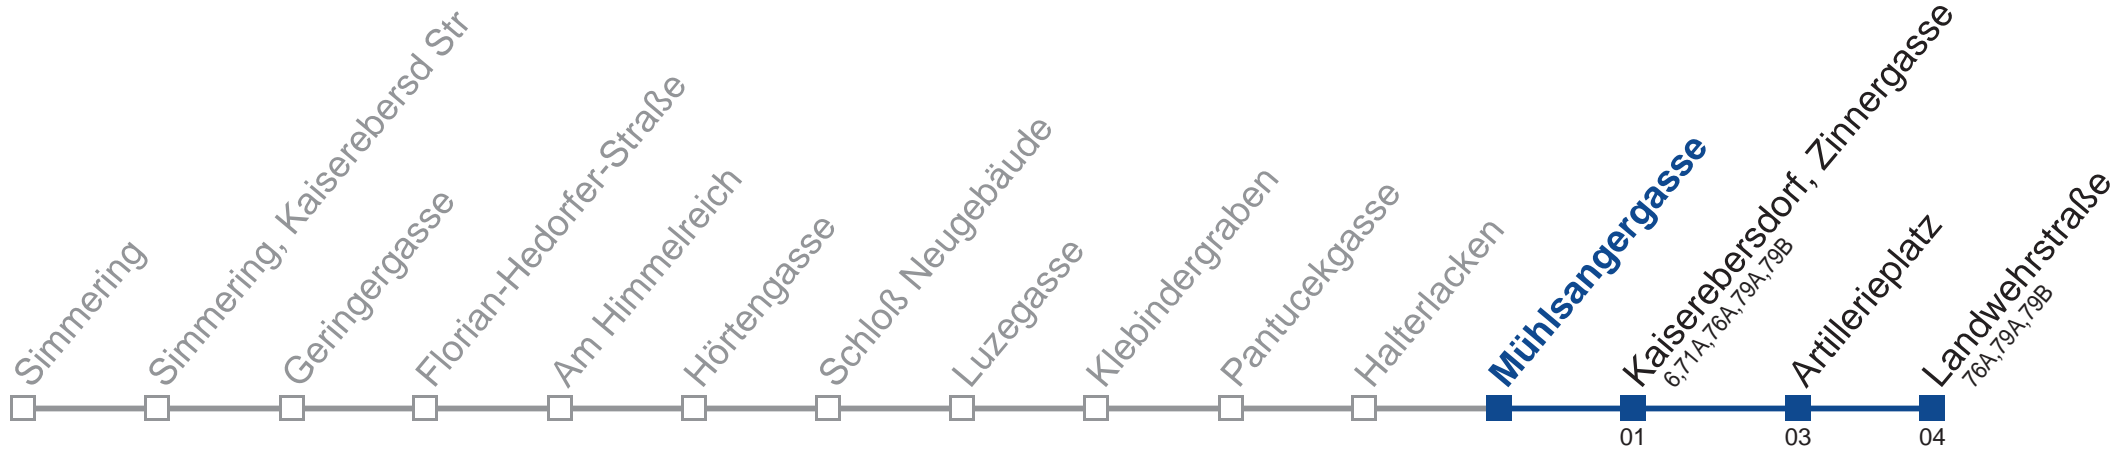 Simmering
Simmering, Kaiserebersd Str
Geringergasse
Florian-Hedorfer-Straße
Am Himmelreich
Hörtengasse
Schloß Neugebäude
Luzegasse
Klebindergraben
Pantucekgasse
Halterlacken
Mühlsangergasse
Kaiserebersdorf, Zinnergasse
6,71A,76A,79A,79B
Artillerieplatz
Landwehrstraße
76A,79A,79B
01
03
04